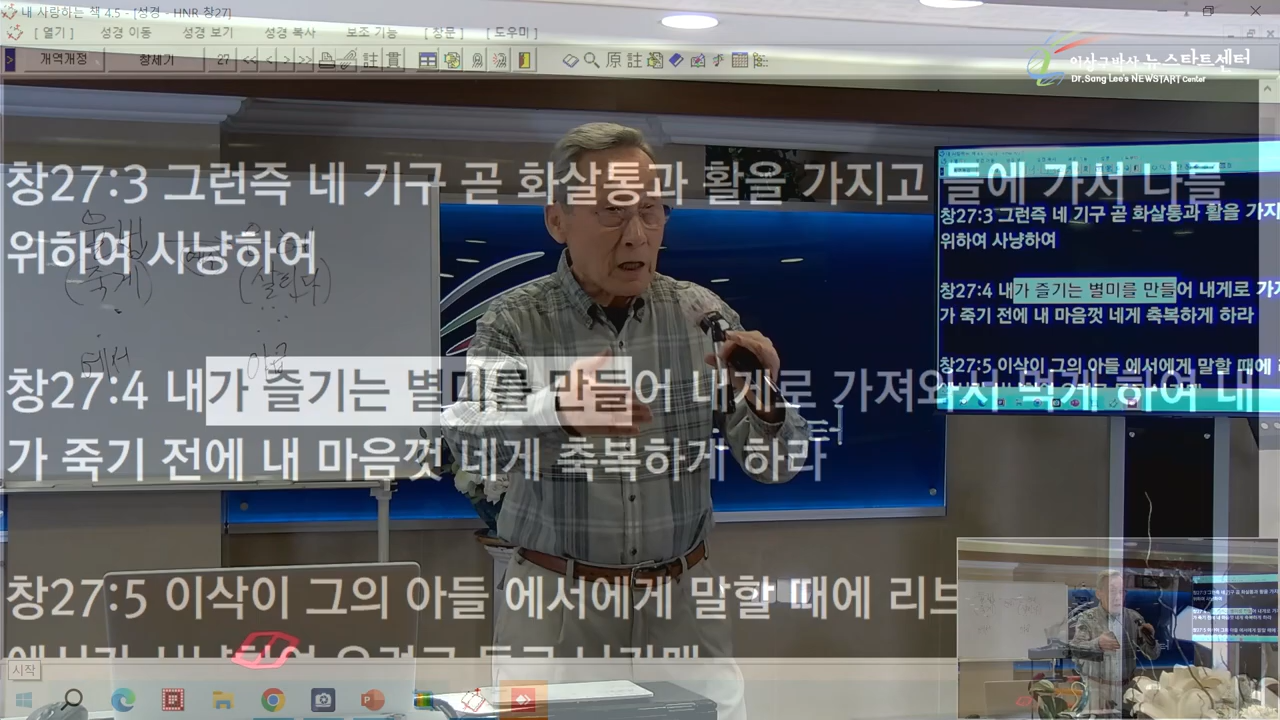 내 사랑하는 책 4.5 - [성경 - HNR 창27]
[ 열기 ] 성경 이동 성경 보기 성경 복사 보조 기능 [ 창문 ] [ 도우미 ]
개역개정 창세기 27 << < > >> 原 註
이상구박사 뉴스타트센터
Dr. Sang Lee's NEWSTART Center
창27:3 그런즉 네 기구 곧 화살통과 활을 가지고 들에 가서 나를
위하여 사냥하여
창27:4 내가 즐기는 별미를 만들어 내게로 가져와서 먹게 하여 내
가 죽기 전에 내 마음껏 네게 축복하게 하라
창27:5 이삭이 그의 아들 에서에게 말할 때에 리브
창27:3 그런즉 네 기구 곧 화살통과 활을 가지
위하여 사냥하여
창27:4 내가 즐기는 별미를 만들어 내게로 가져
가 죽기 전에 내 마음껏 네게 축복하게 하라
창27:5 이삭이 그의 아들 에서에게 말할 때에
(죽게) (살린다)
에서 야곱
시작